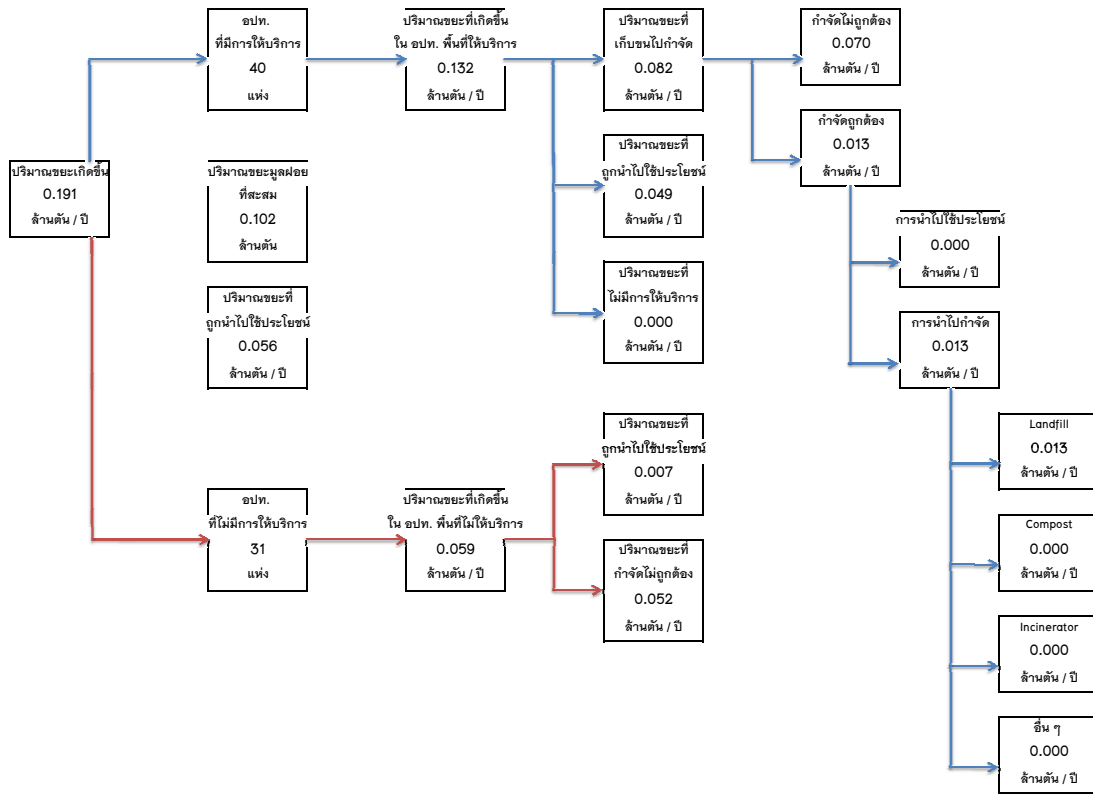 ปริมาณขยะเกิดขึ้น
0.191
ล้านตัน / ปี
อปท.
ที่มีการให้บริการ
40
แห่ง
ปริมาณขยะมูลฝอย
ที่สะสม
0.102
ล้านตัน
ปริมาณขยะที่
ถูกนำไปใช้ประโยชน์
0.056
ล้านตัน / ปี
อปท.
ที่ไม่มีการให้บริการ
31
แห่ง
ปริมาณขยะที่เกิดขึ้น
ใน อปท. พื้นที่ให้บริการ
0.132
ล้านตัน / ปี
ปริมาณขยะที่เกิดขึ้น
ใน อปท. พื้นที่ไม่ให้บริการ
0.059
ล้านตัน / ปี
ปริมาณขยะที่
เก็บขนไปกำจัด
0.082
ล้านตัน / ปี
ปริมาณขยะที่
ถูกนำไปใช้ประโยชน์
0.049
ล้านตัน / ปี
ปริมาณขยะที่
ไม่มีการให้บริการ
0.000
ล้านตัน / ปี
ปริมาณขยะที่
ถูกนำไปใช้ประโยชน์
0.007
ล้านตัน / ปี
ปริมาณขยะที่
กำจัดไม่ถูกต้อง
0.052
ล้านตัน / ปี
กำจัดไม่ถูกต้อง
0.070
ล้านตัน / ปี
กำจัดถูกต้อง
0.013
ล้านตัน / ปี
การนำไปใช้ประโยชน์
0.000
ล้านตัน / ปี
การนำไปกำจัด
0.013
ล้านตัน / ปี
Landfill
0.013
ล้านตัน / ปี
Compost
0.000
ล้านตัน / ปี
Incinerator
0.000
ล้านตัน / ปี
อื่น ๆ
0.000
ล้านตัน / ปี